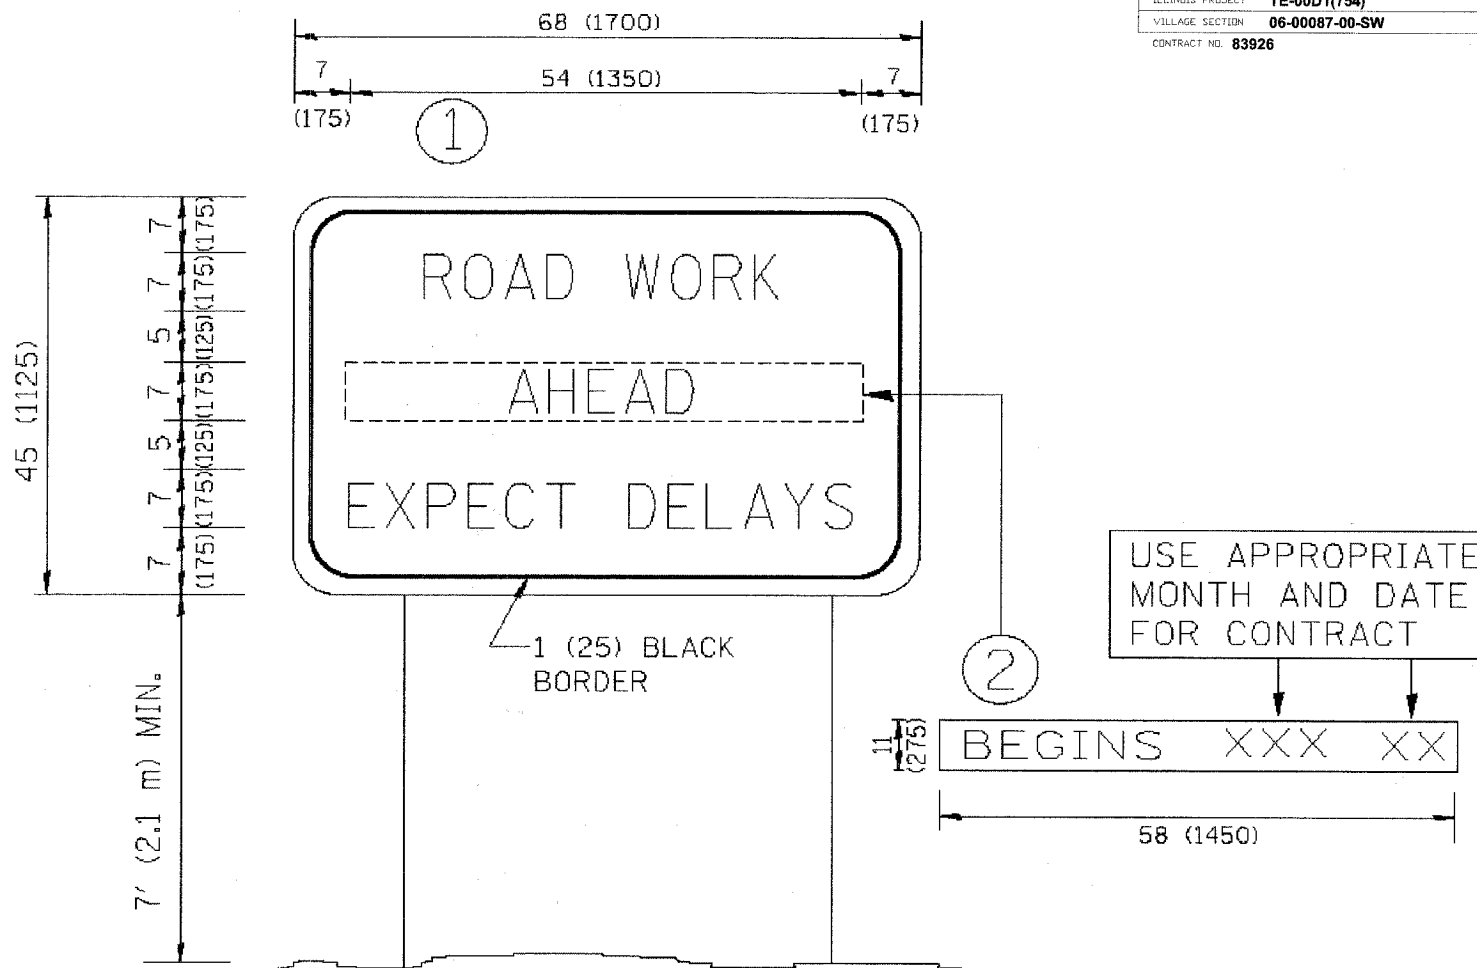 TE-00D1(754)
VILLAGE SECTION 06-00087-00-SW
CONTRACT NO. 83926
68 (1700)
7 54 (1350) 7
(175) (175)
1
45 (1125)
7 (175)
7 (175)
5 (125)
7 (175)
5 (125)
7 (175)
7 (175)
ROAD WORK
AHEAD
EXPECT DELAYS
1 (25) BLACK
BORDER
7' (2.1 m) MIN.
USE APPROPRIATE
MONTH AND DATE
FOR CONTRACT
2
11
(275)
BEGINS XXX XX
58 (1450)